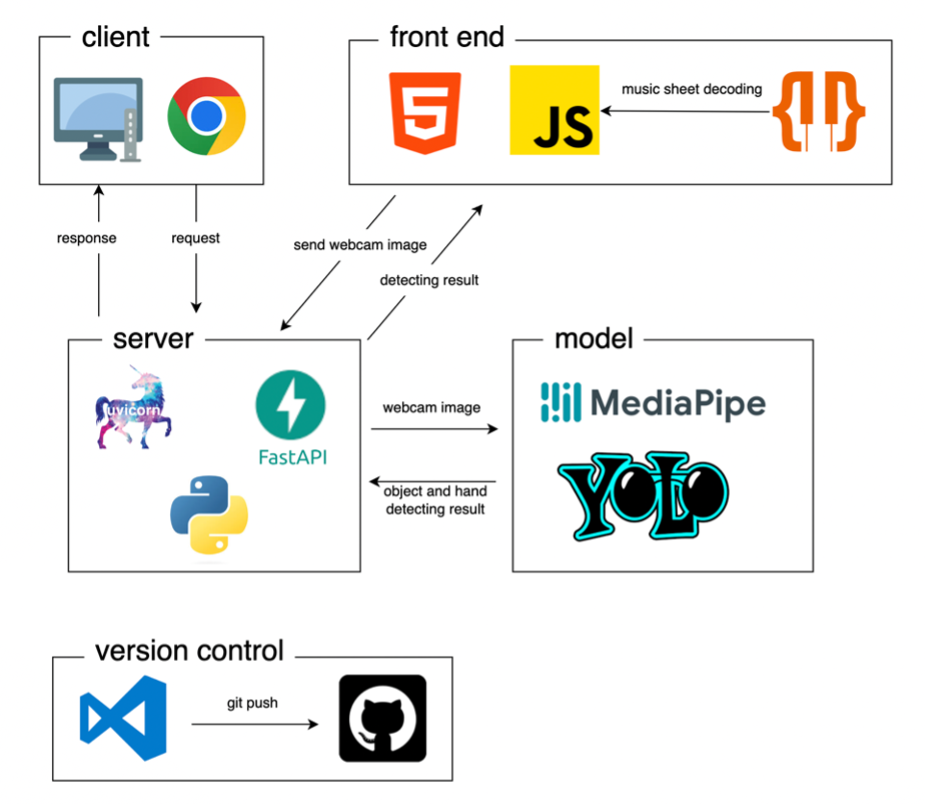 client
front end
5
JS
music sheet decoding
response
request
send webcam image
detecting result
server
uvicorn
FastAPI
webcam image
object and hand
detecting result
model
MediaPipe
YOLO
version control
git push